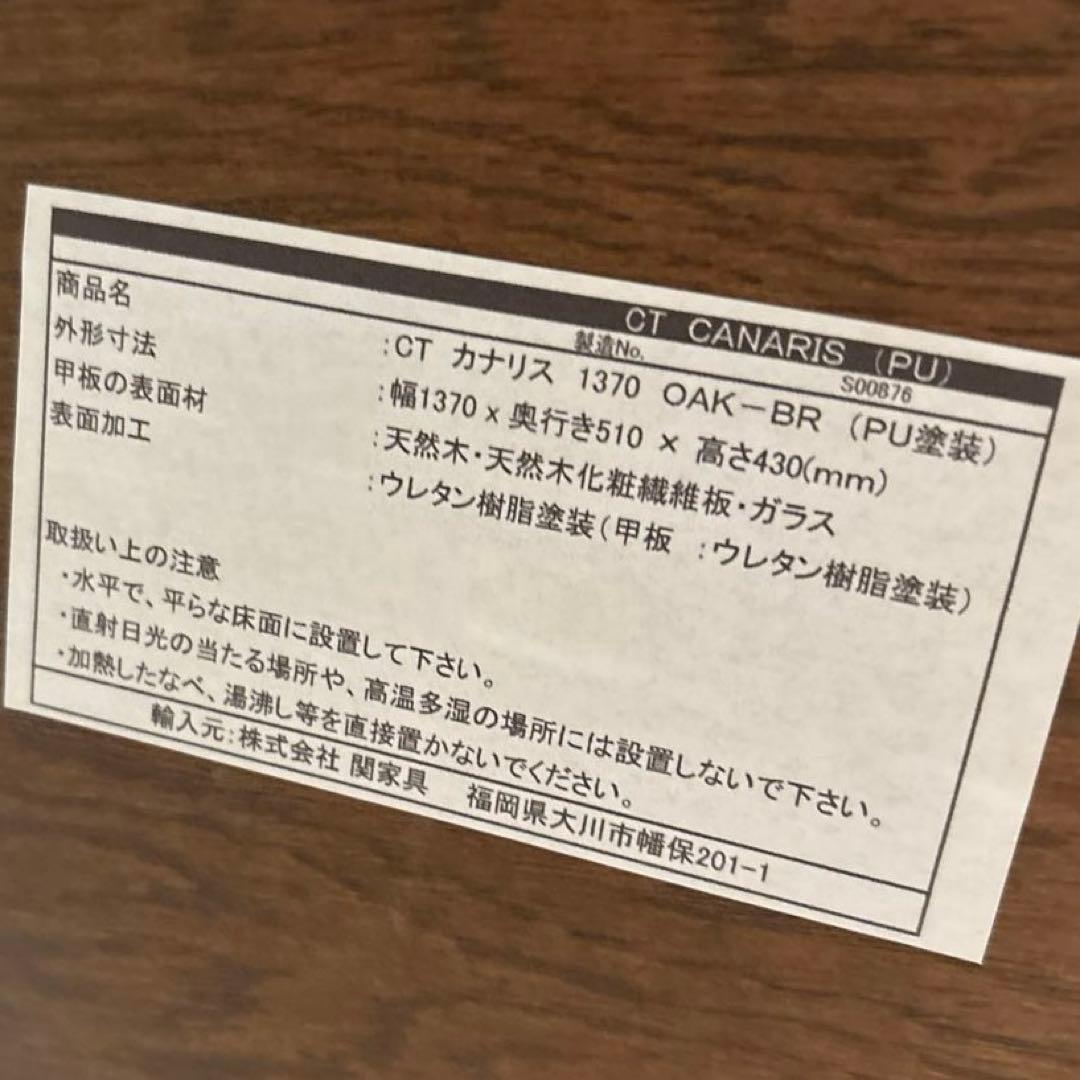 CT CANARIS (PU)
製造No. S00876
商品名 :CT カナリス 1370 OAK-BR (PU塗装)
外形寸法 :幅1370 x 奥行き510 × 高さ430(mm)
甲板の表面材 :天然木・天然木化粧繊維板・ガラス
表面加工 :ウレタン樹脂塗装(甲板 :ウレタン樹脂塗装)
取扱い上の注意
・水平で、平らな床面に設置して下さい。
・直射日光の当たる場所や、高温多湿の場所には設置しないで下さい。
・加熱したなべ、湯沸し等を直接置かないでください。
輸入元:株式会社 関家具 福岡県大川市幡保201-1